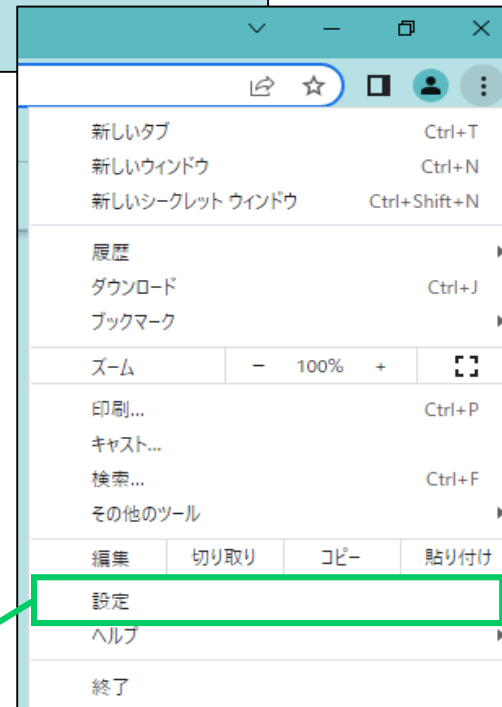 新しいタブ Ctrl+T
新しいウィンドウ Ctrl+N
新しいシークレット ウィンドウ Ctrl+Shift+N
履歴
ダウンロード Ctrl+J
ブックマーク
ズーム - 100% +
印刷... Ctrl+P
キャスト...
検索... Ctrl+F
その他のツール
編集 切り取り コピー 貼り付け
設定
ヘルプ
終了